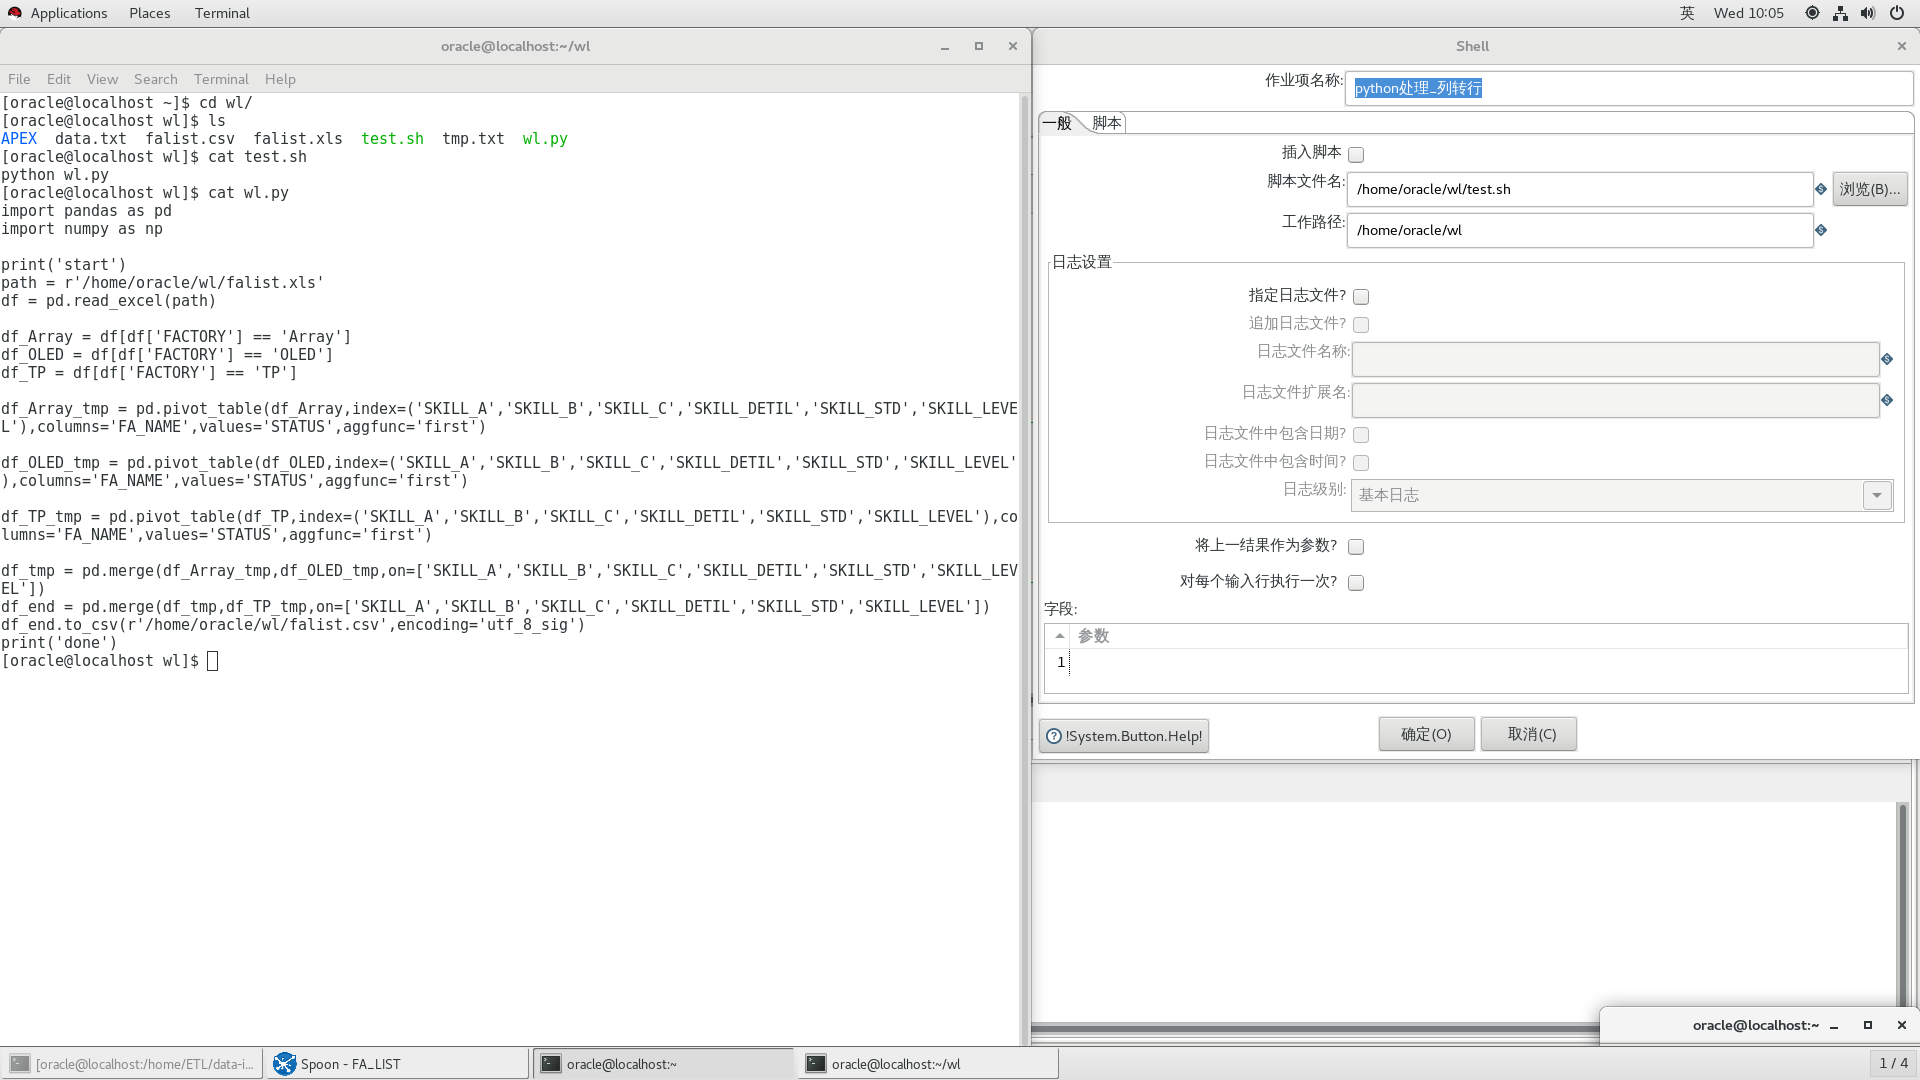 Applications Places Terminal 英 Wed 10:05
oracle@localhost:~/wl
File Edit View Search Terminal Help
[oracle@localhost ~]$ cd wl/
[oracle@localhost wl]$ ls
APEX data.txt falist.csv falist.xls test.sh tmp.txt wl.py
[oracle@localhost wl]$ cat test.sh
python wl.py
[oracle@localhost wl]$ cat wl.py
import pandas as pd
import numpy as np
print('start')
path = r'/home/oracle/wl/falist.xls'
df = pd.read_excel(path)
df_Array = df[df['FACTORY'] == 'Array']
df_OLED = df[df['FACTORY'] == 'OLED']
df_TP = df[df['FACTORY'] == 'TP']
df_Array_tmp = pd.pivot_table(df_Array,index=('SKILL_A','SKILL_B','SKILL_C','SKILL_DETIL','SKILL_STD','SKILL_LEVE
L'),columns='FA_NAME',values='STATUS',aggfunc='first')
df_OLED_tmp = pd.pivot_table(df_OLED,index=('SKILL_A','SKILL_B','SKILL_C','SKILL_DETIL','SKILL_STD','SKILL_LEVEL'
),columns='FA_NAME',values='STATUS',aggfunc='first')
df_TP_tmp = pd.pivot_table(df_TP,index=('SKILL_A','SKILL_B','SKILL_C','SKILL_DETIL','SKILL_STD','SKILL_LEVEL'),co
lumns='FA_NAME',values='STATUS',aggfunc='first')
df_tmp = pd.merge(df_Array_tmp,df_OLED_tmp,on=['SKILL_A','SKILL_B','SKILL_C','SKILL_DETIL','SKILL_STD','SKILL_LEV
EL'])
df_end = pd.merge(df_tmp,df_TP_tmp,on=['SKILL_A','SKILL_B','SKILL_C','SKILL_DETIL','SKILL_STD','SKILL_LEVEL'])
df_end.to_csv(r'/home/oracle/wl/falist.csv',encoding='utf_8_sig')
print('done')
[oracle@localhost wl]$
Shell
作业项名称: python处理_列转行
一般 脚本
插入脚本
脚本文件名: /home/oracle/wl/test.sh 浏览(B)...
工作路径: /home/oracle/wl
日志设置
指定日志文件?
追加日志文件?
日志文件名称:
日志文件扩展名:
日志文件中包含日期?
日志文件中包含时间?
日志级别: 基本日志
将上一结果作为参数?
对每个输入行执行一次?
字段:
参数
1
!System.Button.Help! 确定(O) 取消(C)
oracle@localhost:~
[oracle@localhost:/home/ETL/data-i... Spoon - FA_LIST oracle@localhost:~ oracle@localhost:~/wl 1 / 4